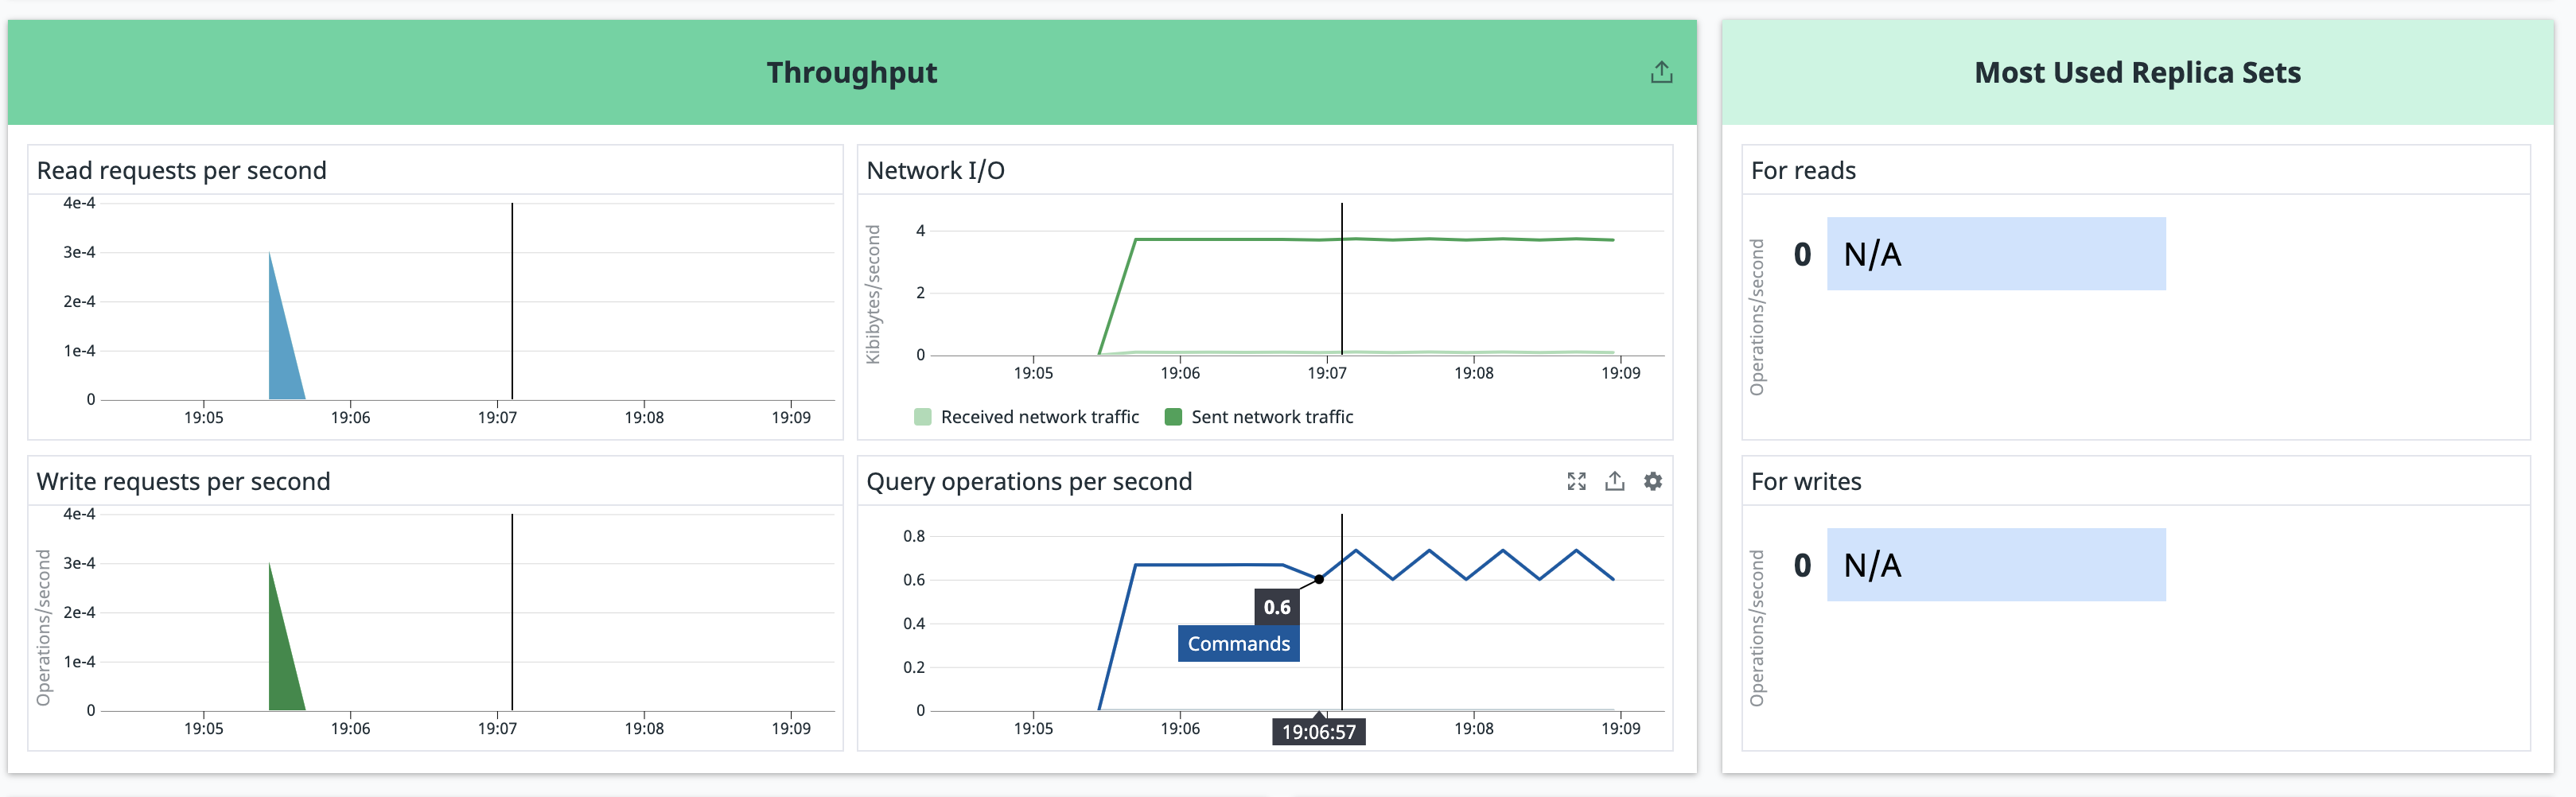 Throughput
Most Used Replica Sets
Read requests per second
4e-4
3e-4
2e-4
1e-4
0
19:05 19:06 19:07 19:08 19:09
Network I/O
Kibibytes/second
4
2
0
19:05 19:06 19:07 19:08 19:09
Received network traffic Sent network traffic
Write requests per second
Operations/second
4e-4
3e-4
2e-4
1e-4
0
19:05 19:06 19:07 19:08 19:09
Query operations per second
0.8
0.6
0.4
0.2
0
0.6
Commands
19:05 19:06 19:06:57 19:08 19:09
For reads
Operations/second
0 N/A
For writes
Operations/second
0 N/A